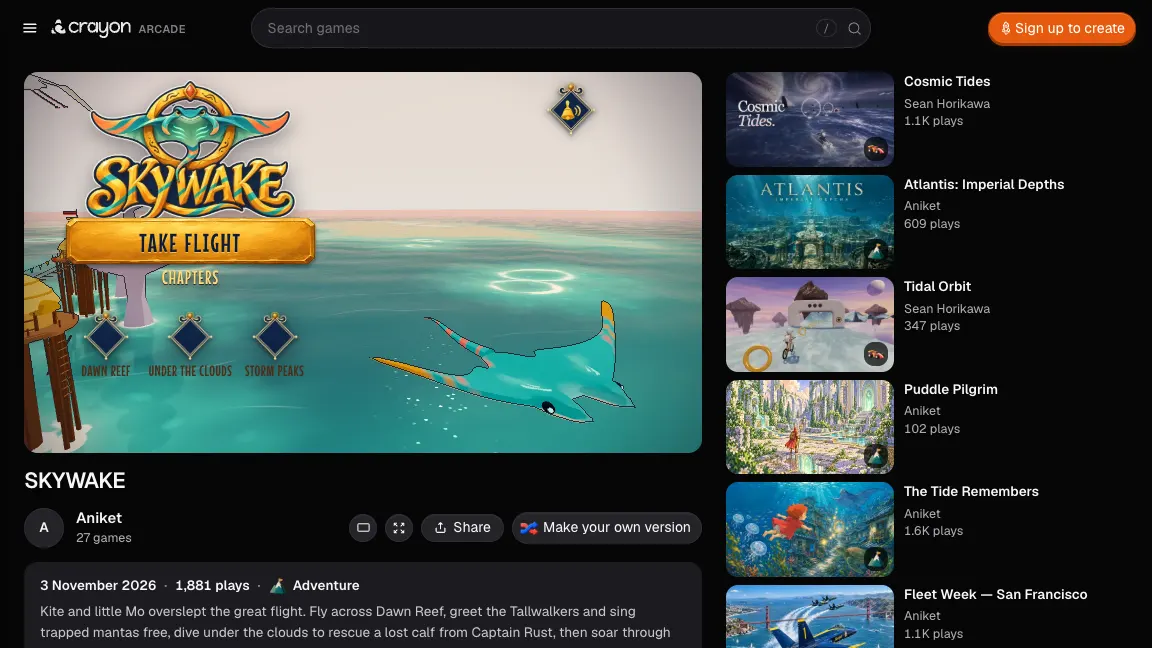 crayon ARCADE
Search games
/
Sign up to create
SKYWAKE
TAKE FLIGHT
CHAPTERS
DAWN REEF
UNDER THE CLOUDS
STORM PEAKS
SKYWAKE
A
Aniket
27 games
Share
Make your own version
3 November 2026 · 1,881 plays · Adventure
Kite and little Mo overslept the great flight. Fly across Dawn Reef, greet the Tallwalkers and sing
trapped mantas free, dive under the clouds to rescue a lost calf from Captain Rust, then soar through
Cosmic
Tides.
Cosmic Tides
Sean Horikawa
1.1K plays
ATLANTIS
IMPERIAL DEPTHS
Atlantis: Imperial Depths
Aniket
609 plays
Tidal Orbit
Sean Horikawa
347 plays
Puddle Pilgrim
Aniket
102 plays
The Tide Remembers
Aniket
1.6K plays
Fleet Week — San Francisco
Aniket
1.1K plays